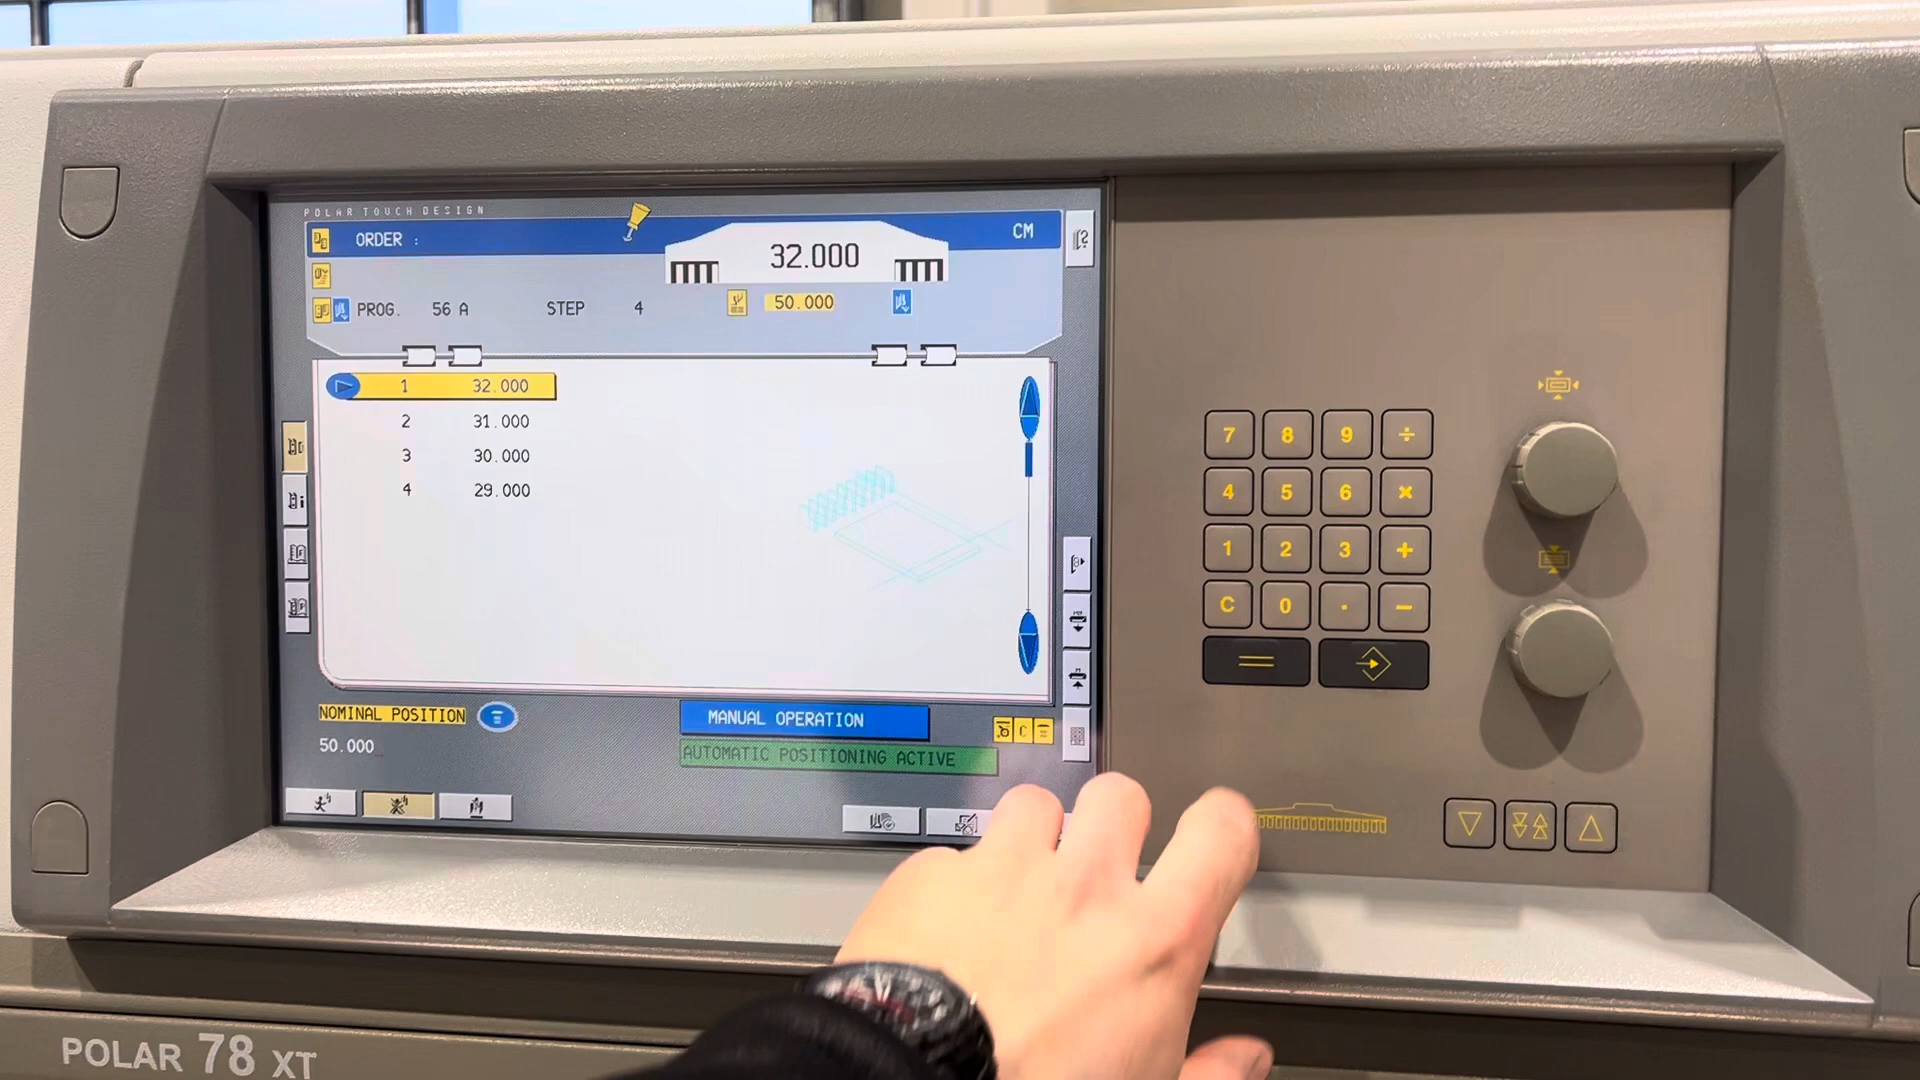 POLAR TOUCH DESIGN
ORDER :
32.000
CM
PROG. 56 A STEP 4
50.000
1 32.000
2 31.000
3 30.000
4 29.000
NOMINAL POSITION
50.000
MANUAL OPERATION
AUTOMATIC POSITIONING ACTIVE
C
7 8 9 ÷
4 5 6 ×
1 2 3 +
C 0 . −
=
POLAR 78 XT